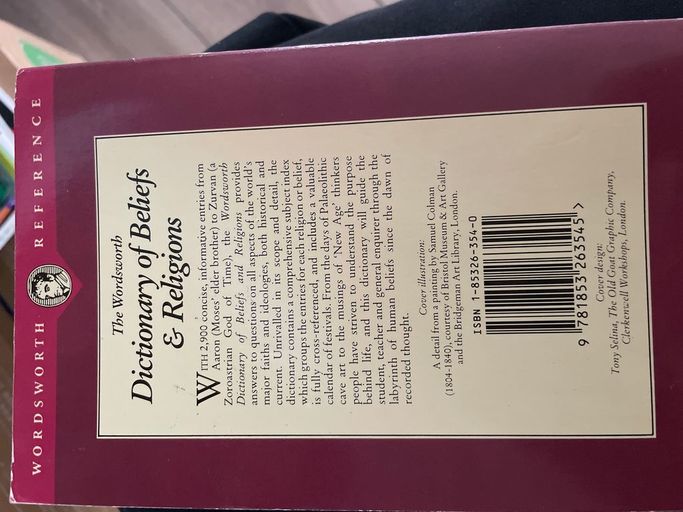 WORDSWORTH REFERENCE
The Wordsworth
Dictionary of Beliefs
& Religions
WITH 2,900 concise, informative entries from
Aaron (Moses' elder brother) to Zurvan (a
Zoroastrian God of Time), the Wordsworth
Dictionary of Beliefs and Religions provides
answers to questions on all aspects of the world's
major faiths and ideologies, both historical and
current. Unrivalled in its scope and detail, the
dictionary contains a comprehensive subject index
which groups the entries for each religion or belief,
is fully cross-referenced, and includes a valuable
calendar of festivals. From the days of Palaeolithic
cave art to the musings of 'New Age' thinkers
people have striven to understand the purpose
behind life, and this dictionary will guide the
student, teacher and general enquirer through the
labyrinth of human beliefs since the dawn of
recorded thought.
Cover illustration:
A detail from a painting by Samuel Colman
(1804-1840), courtesy of Bristol Museum & Art Gallery
and the Bridgeman Art Library, London.
ISBN 1-85326-354-0
9 781853 263545 >
Cover design:
Tony Selina, The Old Goat Graphic Company,
Clerkenwell Workshops, London.